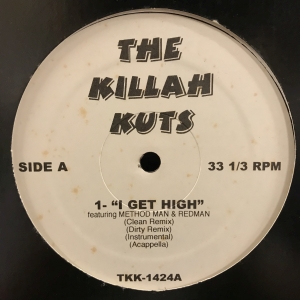 THE
KILLAH
KUTS
SIDE A 33 1/3 RPM
1- “I GET HIGH”
featuring METHOD MAN & REDMAN
(Clean Remix)
(Dirty Remix)
(Instrumental)
(Acappella)
TKK-1424A